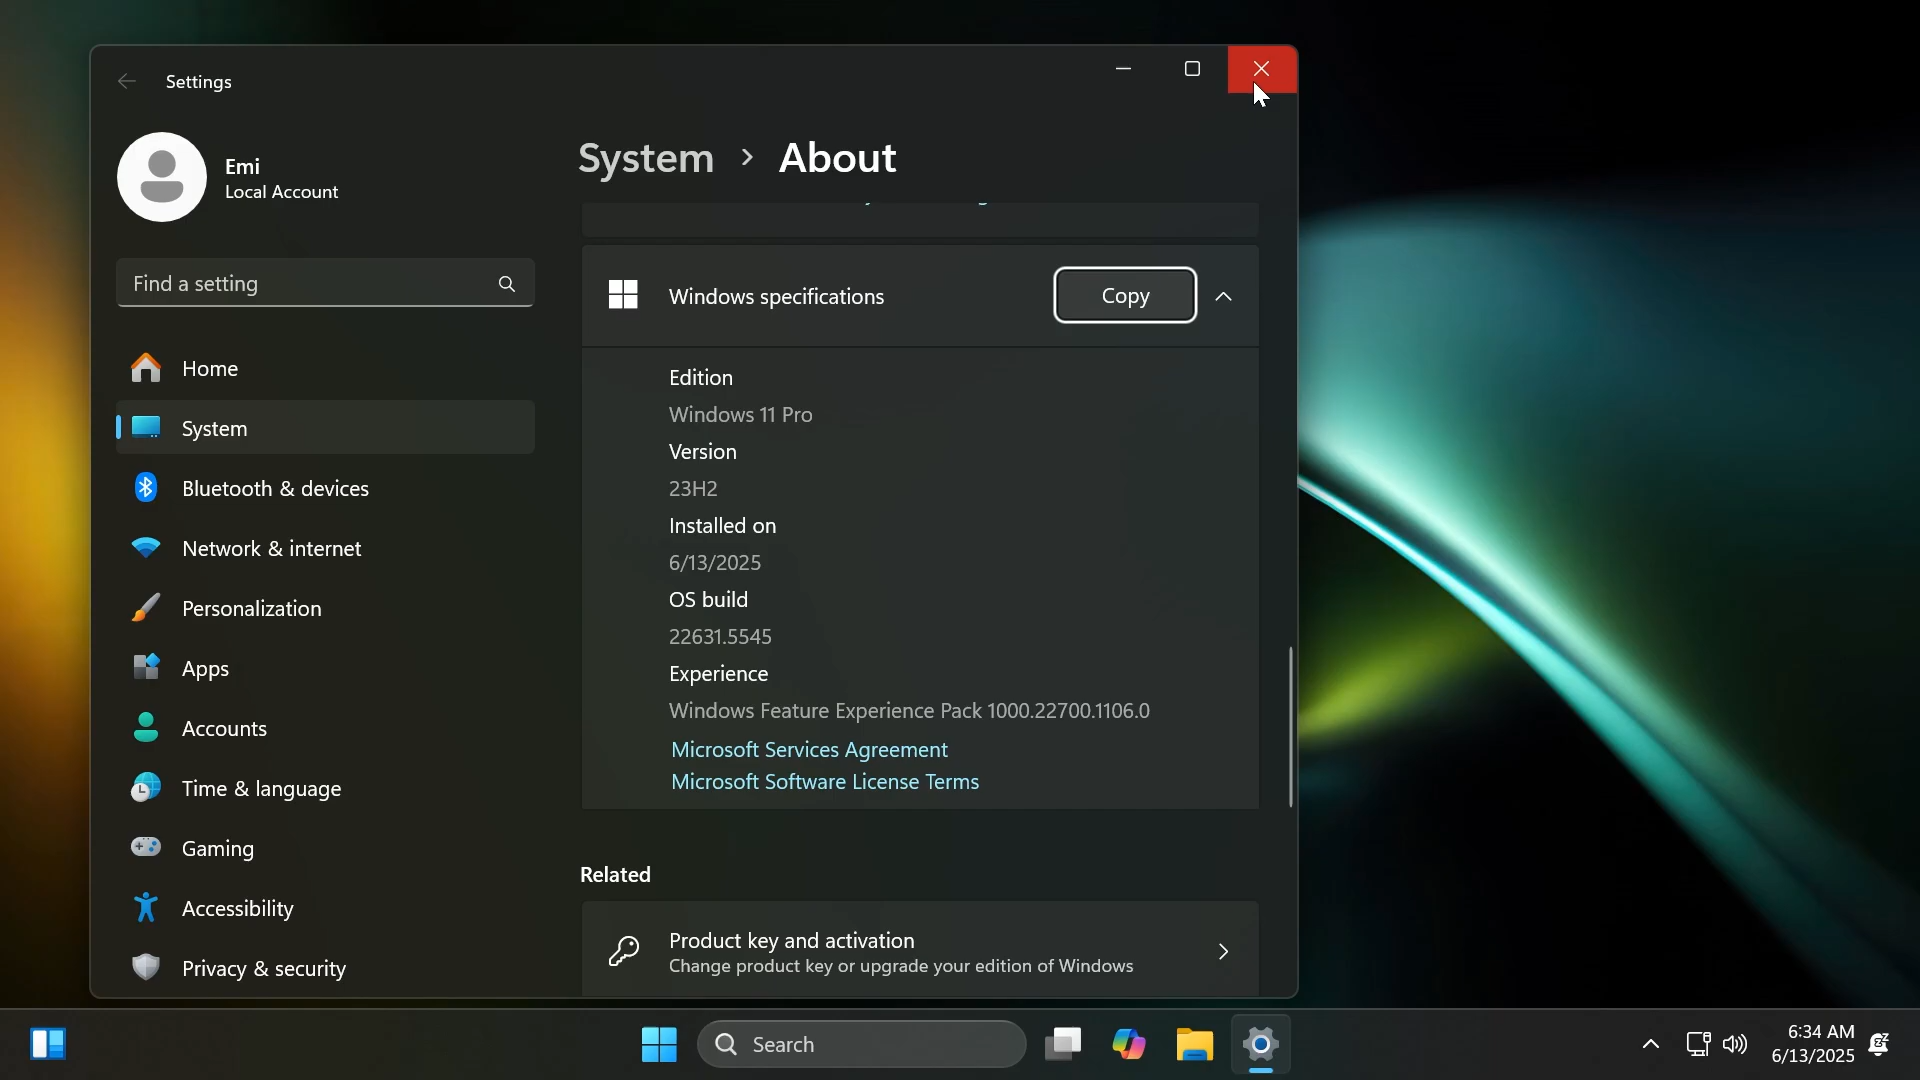 Settings
Emi
Local Account
Find a setting
Home
System
Bluetooth & devices
Network & internet
Personalization
Apps
Accounts
Time & language
Gaming
Accessibility
Privacy & security
System > About
Windows specifications
Copy
Edition
Windows 11 Pro
Version
23H2
Installed on
6/13/2025
OS build
22631.5545
Experience
Windows Feature Experience Pack 1000.22700.1106.0
Microsoft Services Agreement
Microsoft Software License Terms
Related
Product key and activation
Change product key or upgrade your edition of Windows
Search
6:34 AM
6/13/2025